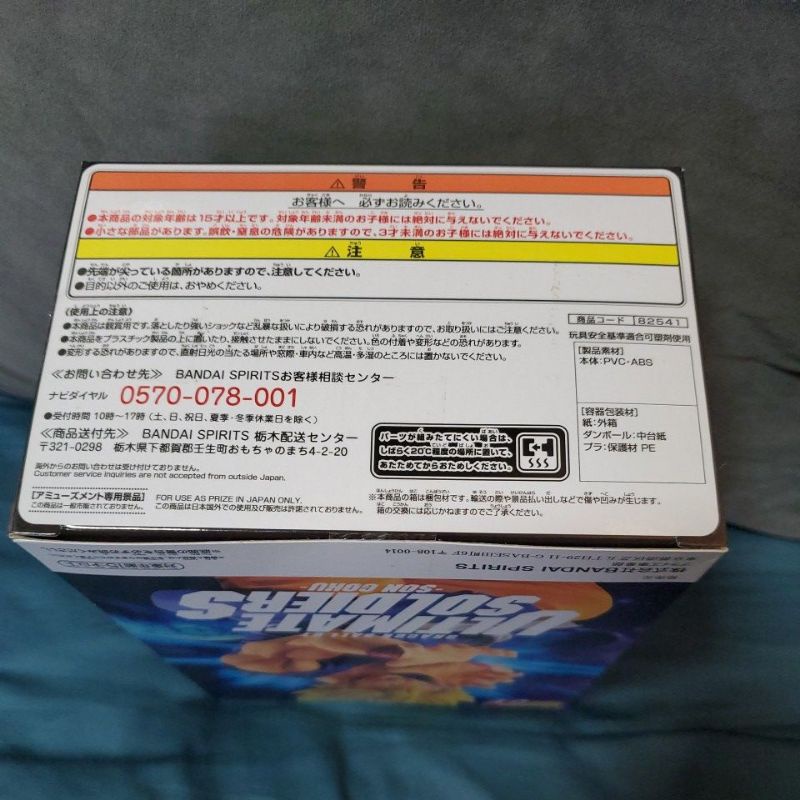 ⚠警告
お客様へ 必ずお読みください。
●本商品の対象年齢は15才以上です。対象年齢未満のお子様には絶対に与えないでください。
●小さな部品があります。誤飲・窒息の危険がありますので、3才未満のお子様には絶対に与えないでください。
⚠注意
●先端が尖っている箇所がありますので、注意してください。
●目的以外のご使用は、おやめください。
《使用上の注意》
●本商品は観賞用です。落としたり強いショックなど乱暴な扱いにより破損する恐れがありますので、お取り扱いにはご注意ください。
●本商品をプラスチック製品の上に置いたり、接触させたままにしないでください。色の付着や変形などの恐れがあります。
●変形する恐れがありますので、直射日光の当たる場所や窓際・車内など高温・多湿のところには置かないでください。
商品コード 82541
玩具安全基準適合可塑剤使用
【製品素材】
本体:PVC・ABS
【容器包装材】
紙:外箱
ダンボール:中台紙
プラ:保護材 PE
≪お問い合わせ先≫ BANDAI SPIRITSお客様相談センター
ナビダイヤル 0570-078-001
●受付時間 10時~17時(土、日、祝日、夏季・冬季休業日を除く)
≪商品送付先≫ BANDAI SPIRITS 栃木配送センター
〒321-0298 栃木県下都賀郡壬生町おもちゃのまち4-2-20
海外からのお問い合わせは受け付けておりません。
Customer service inquiries are not accepted from outside Japan.
パーツが組みたてにくい場合は、
しばらく20℃程度の場所に置いて、
あたためてからおためしください。
【アミューズメント専用景品】
この商品は一般市販されておりません。
FOR USE AS PRIZE IN JAPAN ONLY.
この商品は日本国外での使用及び販売は許諾されておりません。
※本商品の箱は梱包材です。輸送の際や景品払い出しなどで傷や凹みが生じます。
箱の交換には応じかねますのでご了承ください。
株式会社BANDAI SPIRITS
〒108-0014
ULTIMATE
SOLDIERS
-SON GOKU-